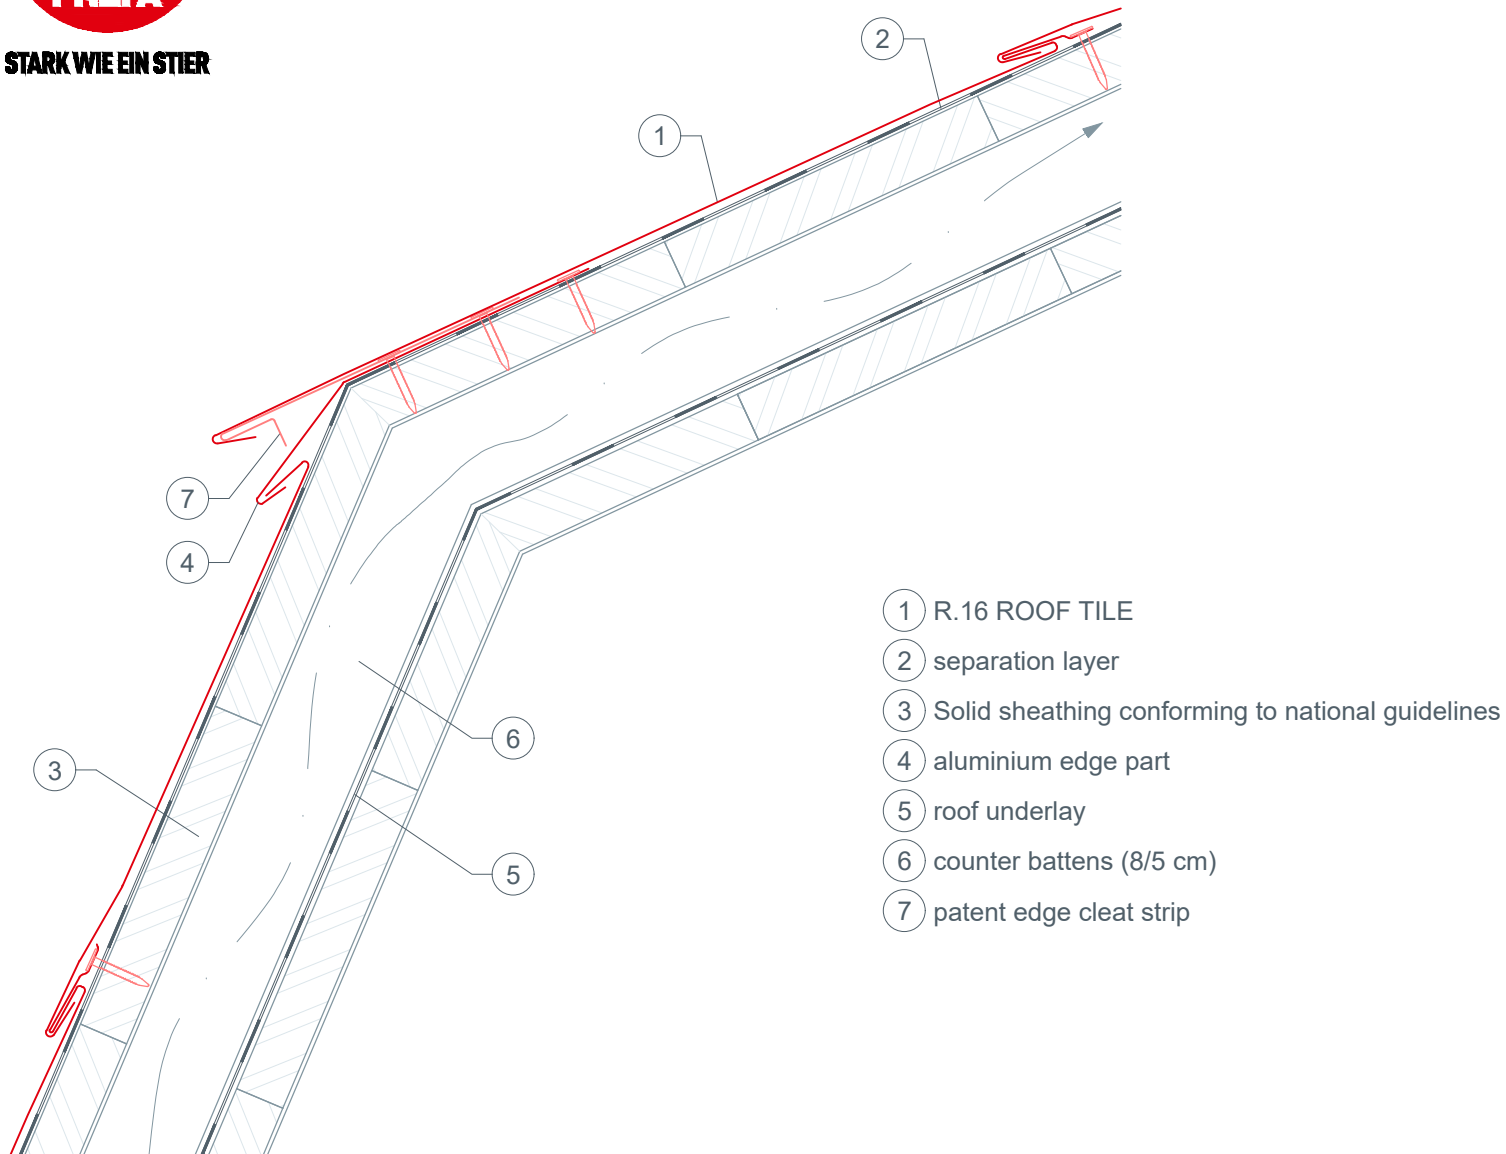 STARK WIE EIN STIER
2
1
7
4
3
6
5
1 R.16 ROOF TILE
2 separation layer
3 Solid sheathing conforming to national guidelines
4 aluminium edge part
5 roof underlay
6 counter battens (8/5 cm)
7 patent edge cleat strip